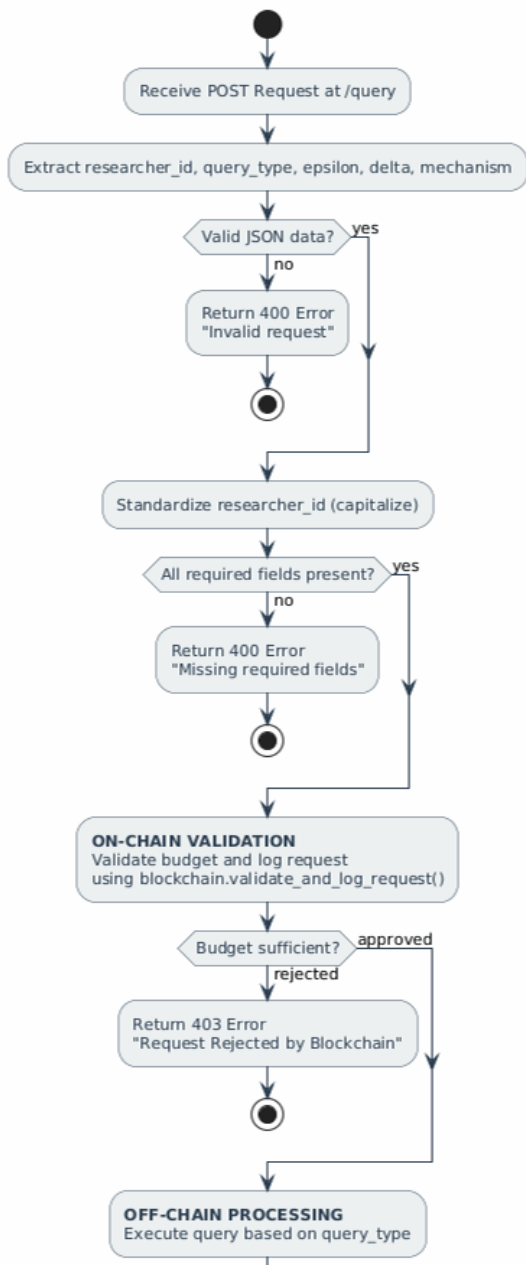 Receive POST Request at /query
Extract researcher_id, query_type, epsilon, delta, mechanism
Valid JSON data?
yes
no
Return 400 Error
"Invalid request"
Standardize researcher_id (capitalize)
All required fields present?
yes
no
Return 400 Error
"Missing required fields"
ON-CHAIN VALIDATION
Validate budget and log request
using blockchain.validate_and_log_request()
Budget sufficient?
approved
rejected
Return 403 Error
"Request Rejected by Blockchain"
OFF-CHAIN PROCESSING
Execute query based on query_type